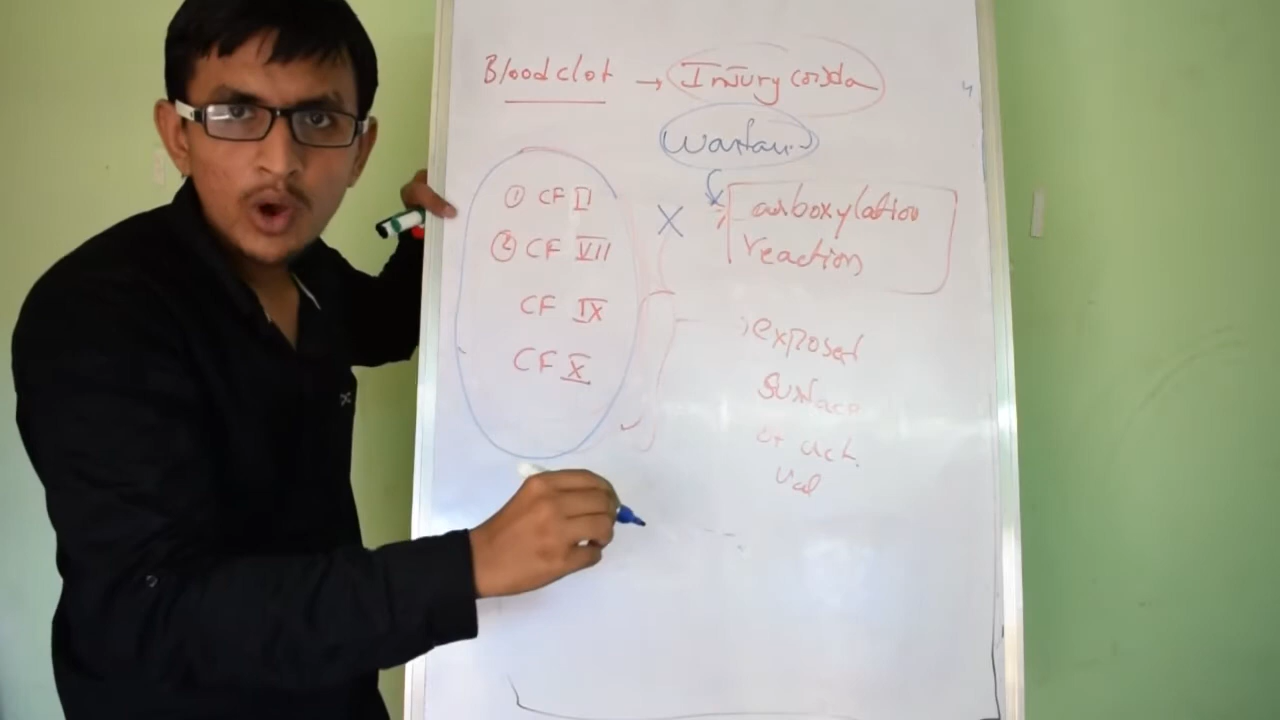 Blood clot → Injury
Warfarin
① CF II
② CF VII
CF IX
CF X
X
carboxylation
reaction
exposed
surface